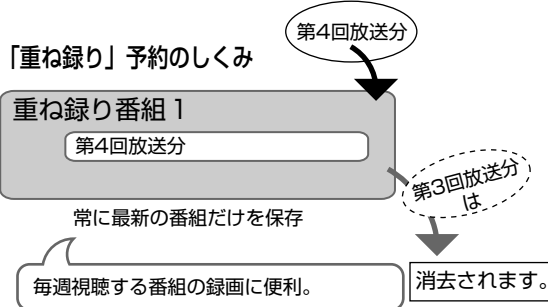 第4回放送分
「重ね録り」予約のしくみ
重ね録り番組1
第4回放送分
第3回放送分
は
常に最新の番組だけを保存
毎週視聴する番組の録画に便利。
消去されます。